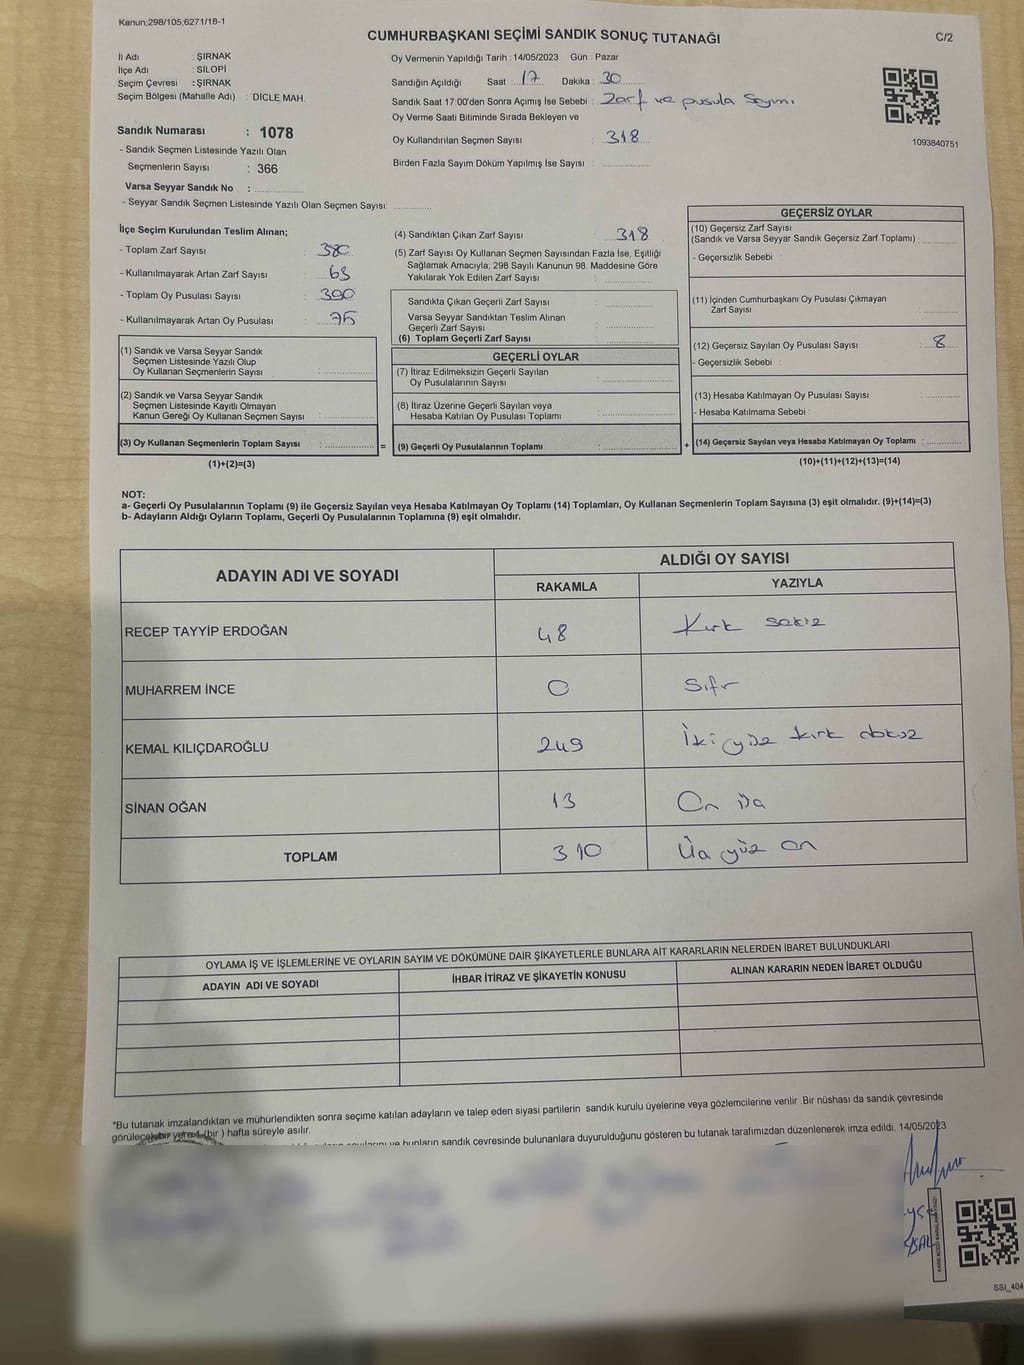 Kanun,298/105,6271/18-1
CUMHURBAŞKANI SEÇİMİ SANDIK SONUÇ TUTANAĞI
C/2
İl Adı : ŞIRNAK
İlçe Adı : SİLOPİ
Seçim Çevresi : ŞIRNAK
Seçim Bölgesi (Mahalle Adı) : DİCLE MAH.
Sandık Numarası : 1078
- Sandık Seçmen Listesinde Yazılı Olan
Seçmenlerin Sayısı : 366
Varsa Seyyar Sandık No :
- Seyyar Sandık Seçmen Listesinde Yazılı Olan Seçmen Sayısı:
Oy Vermenin Yapıldığı Tarih : 14/05/2023 Gün : Pazar
Sandığın Açıldığı Saat : 17 Dakika : 30
Sandık Saat 17:00'den Sonra Açımış İse Sebebi : Zarf ve pusula Sayımı
Oy Verme Saati Bitiminde Sırada Bekleyen ve
Oy Kullandırılan Seçmen Sayısı : 318
Birden Fazla Sayım Döküm Yapılmış İse Sayısı :
1093840751
İlçe Seçim Kurulundan Teslim Alınan;
- Toplam Zarf Sayısı : 380
- Kullanılmayarak Artan Zarf Sayısı : 63
- Toplam Oy Pusulası Sayısı : 390
- Kullanılmayarak Artan Oy Pusulası : 75
(1) Sandık ve Varsa Seyyar Sandık
Seçmen Listesinde Yazılı Olup
Oy Kullanan Seçmenlerin Sayısı :
(2) Sandık ve Varsa Seyyar Sandık
Seçmen Listesinde Kayıtlı Olmayan
Kanun Gereği Oy Kullanan Seçmen Sayısı :
(3) Oy Kullanan Seçmenlerin Toplam Sayısı :
(1)+(2)=(3)
(4) Sandıktan Çıkan Zarf Sayısı : 318
(5) Zarf Sayısı Oy Kullanan Seçmen Sayısından Fazla İse, Eşitliği
Sağlamak Amacıyla, 298 Sayılı Kanunun 98. Maddesine Göre
Yakılarak Yok Edilen Zarf Sayısı :
Sandıkta Çıkan Geçerli Zarf Sayısı :
Varsa Seyyar Sandıktan Teslim Alınan
Geçerli Zarf Sayısı :
(6) Toplam Geçerli Zarf Sayısı :
GEÇERLİ OYLAR
(7) İtiraz Edilmeksizin Geçerli Sayılan
Oy Pusulalarının Sayısı :
(8) İtiraz Üzerine Geçerli Sayılan veya
Hesaba Katılan Oy Pusulası Toplamı :
= (9) Geçerli Oy Pusulalarının Toplamı :
GEÇERSİZ OYLAR
(10) Geçersiz Zarf Sayısı
(Sandık ve Varsa Seyyar Sandık Geçersiz Zarf Toplamı) :
- Geçersizlik Sebebi :
(11) İçinden Cumhurbaşkanı Oy Pusulası Çıkmayan
Zarf Sayısı :
(12) Geçersiz Sayılan Oy Pusulası Sayısı : 8
- Geçersizlik Sebebi :
(13) Hesaba Katılmayan Oy Pusulası Sayısı :
- Hesaba Katılmama Sebebi :
+ (14) Geçersiz Sayılan veya Hesaba Katılmayan Oy Toplamı :
(10)+(11)+(12)+(13)=(14)
NOT:
a- Geçerli Oy Pusulalarının Toplamı (9) ile Geçersiz Sayılan veya Hesaba Katılmayan Oy Toplamı (14) Toplamları, Oy Kullanan Seçmenlerin Toplam Sayısına (3) eşit olmalıdır. (9)+(14)=(3)
b- Adayların Aldığı Oyların Toplamı, Geçerli Oy Pusulalarının Toplamına (9) eşit olmalıdır.
ADAYIN ADI VE SOYADI
ALDIĞI OY SAYISI
RAKAMLA YAZIYLA
RECEP TAYYİP ERDOĞAN 48 Kırk sekiz
MUHARREM İNCE 0 Sıfır
KEMAL KILIÇDAROĞLU 249 İki yüz kırk dokuz
SİNAN OĞAN 13 On üç
TOPLAM 310 Üç yüz on
OYLAMA İŞ VE İŞLEMLERİNE VE OYLARIN SAYIM VE DÖKÜMÜNE DAİR ŞİKAYETLERLE BUNLARA AİT KARARLARIN NELERDEN İBARET BULUNDUKLARI
ADAYIN ADI VE SOYADI İHBAR İTİRAZ VE ŞİKAYETİN KONUSU ALINAN KARARIN NEDEN İBARET OLDUĞU
*Bu tutanak imzalandıktan ve mühürlendikten sonra seçime katılan adayların ve talep eden siyasi partilerin sandık kurulu üyelerine veya gözlemcilerine verilir. Bir nüshası da sandık çevresinde
görülecek bir yere 1 (bir) hafta süreyle asılır.
ve bunların sandık çevresinde bulunanlara duyurulduğunu gösteren bu tutanak tarafımızdan düzenlenerek imza edildi. 14/05/2023
SSI_404